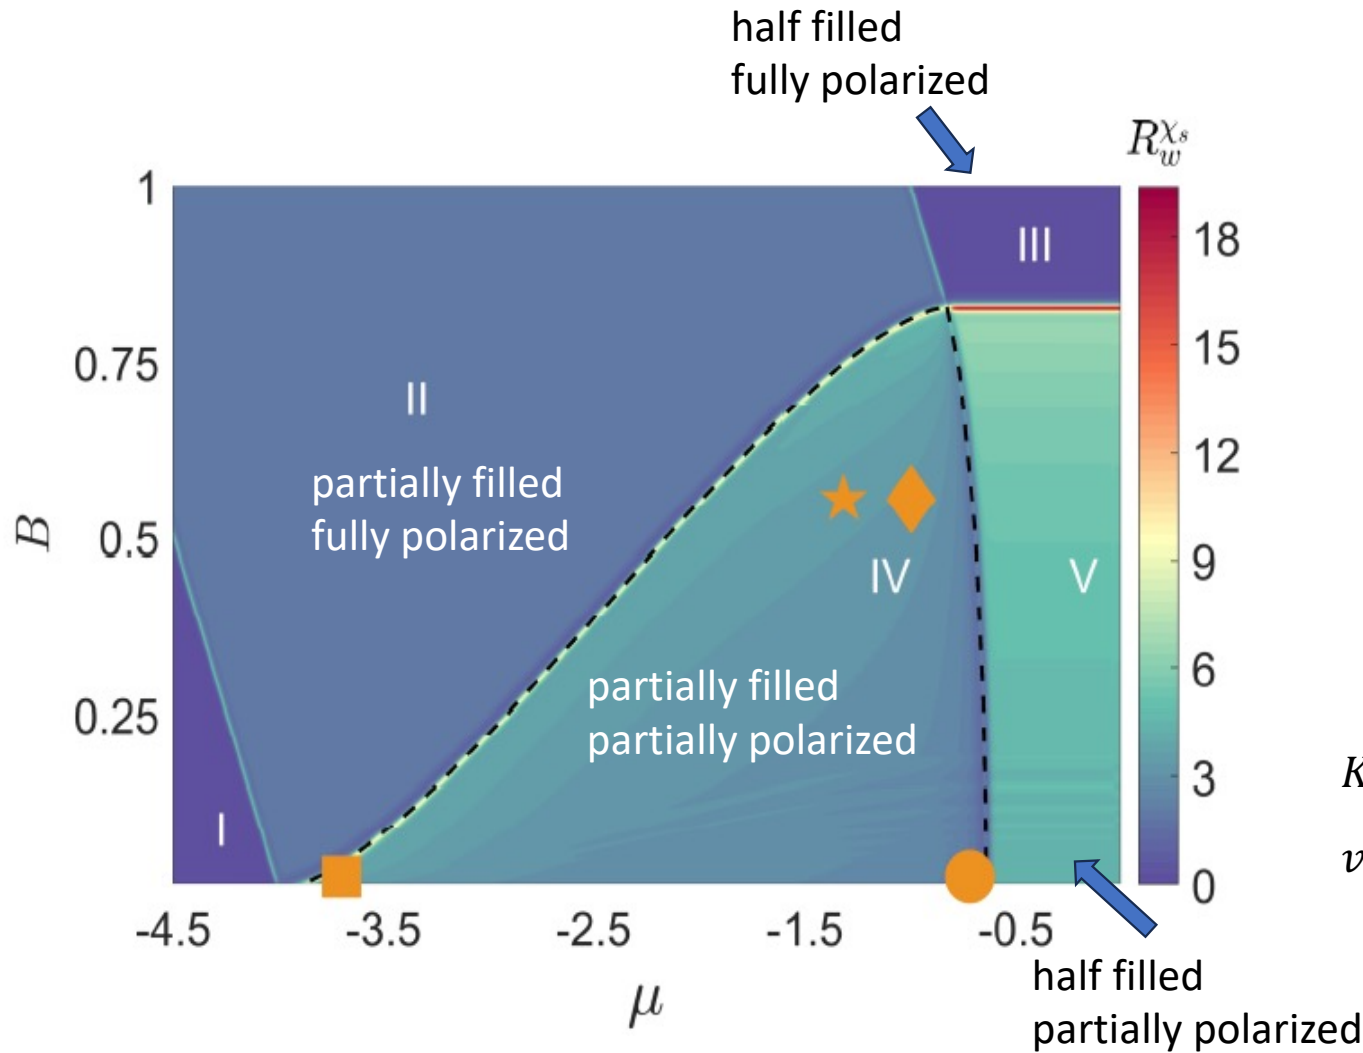 half filled
fully polarized
R_w^{χ_s}
1
0.75
0.5
0.25
B
18
15
12
9
6
3
0
III
II
partially filled
fully polarized
IV
V
partially filled
partially polarized
I
K
v
-4.5
-3.5
-2.5
-1.5
-0.5
μ
half filled
partially polarized